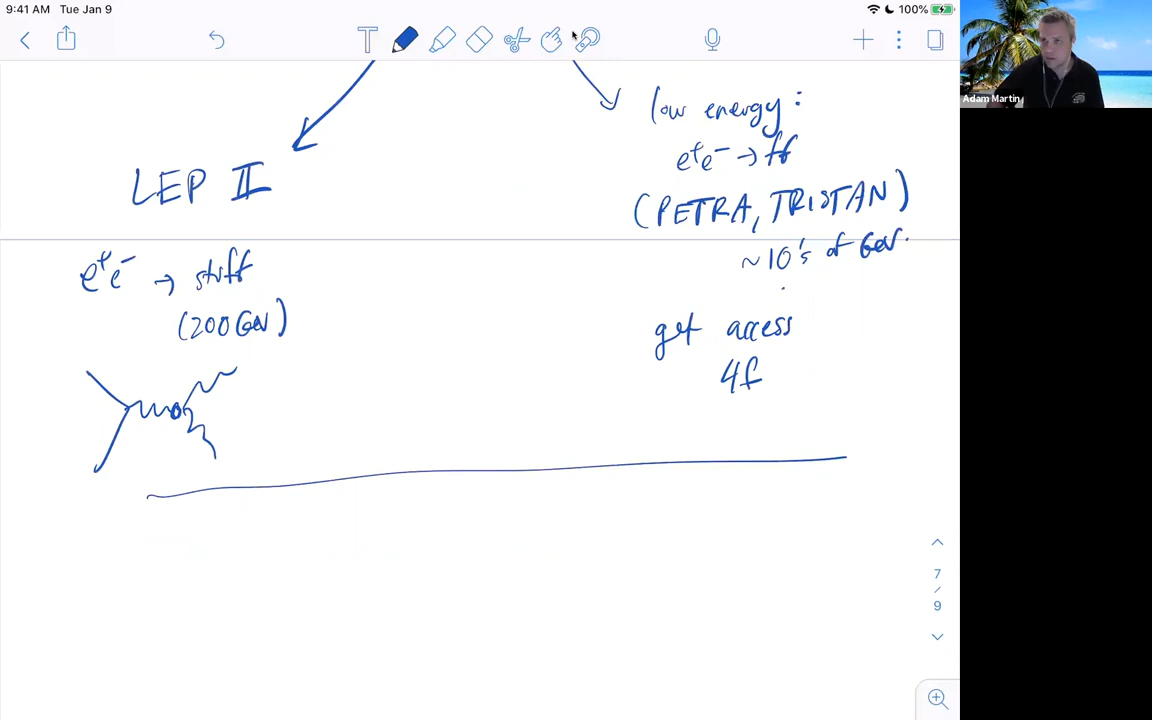 9:41 AM Tue Jan 9
100%
Adam Martin
low energy:
e+e- → ff
(PETRA, TRISTAN)
~10's of GeV.
get access
4f
LEP II
e+e- → stuff
(200 GeV)
7
/
9